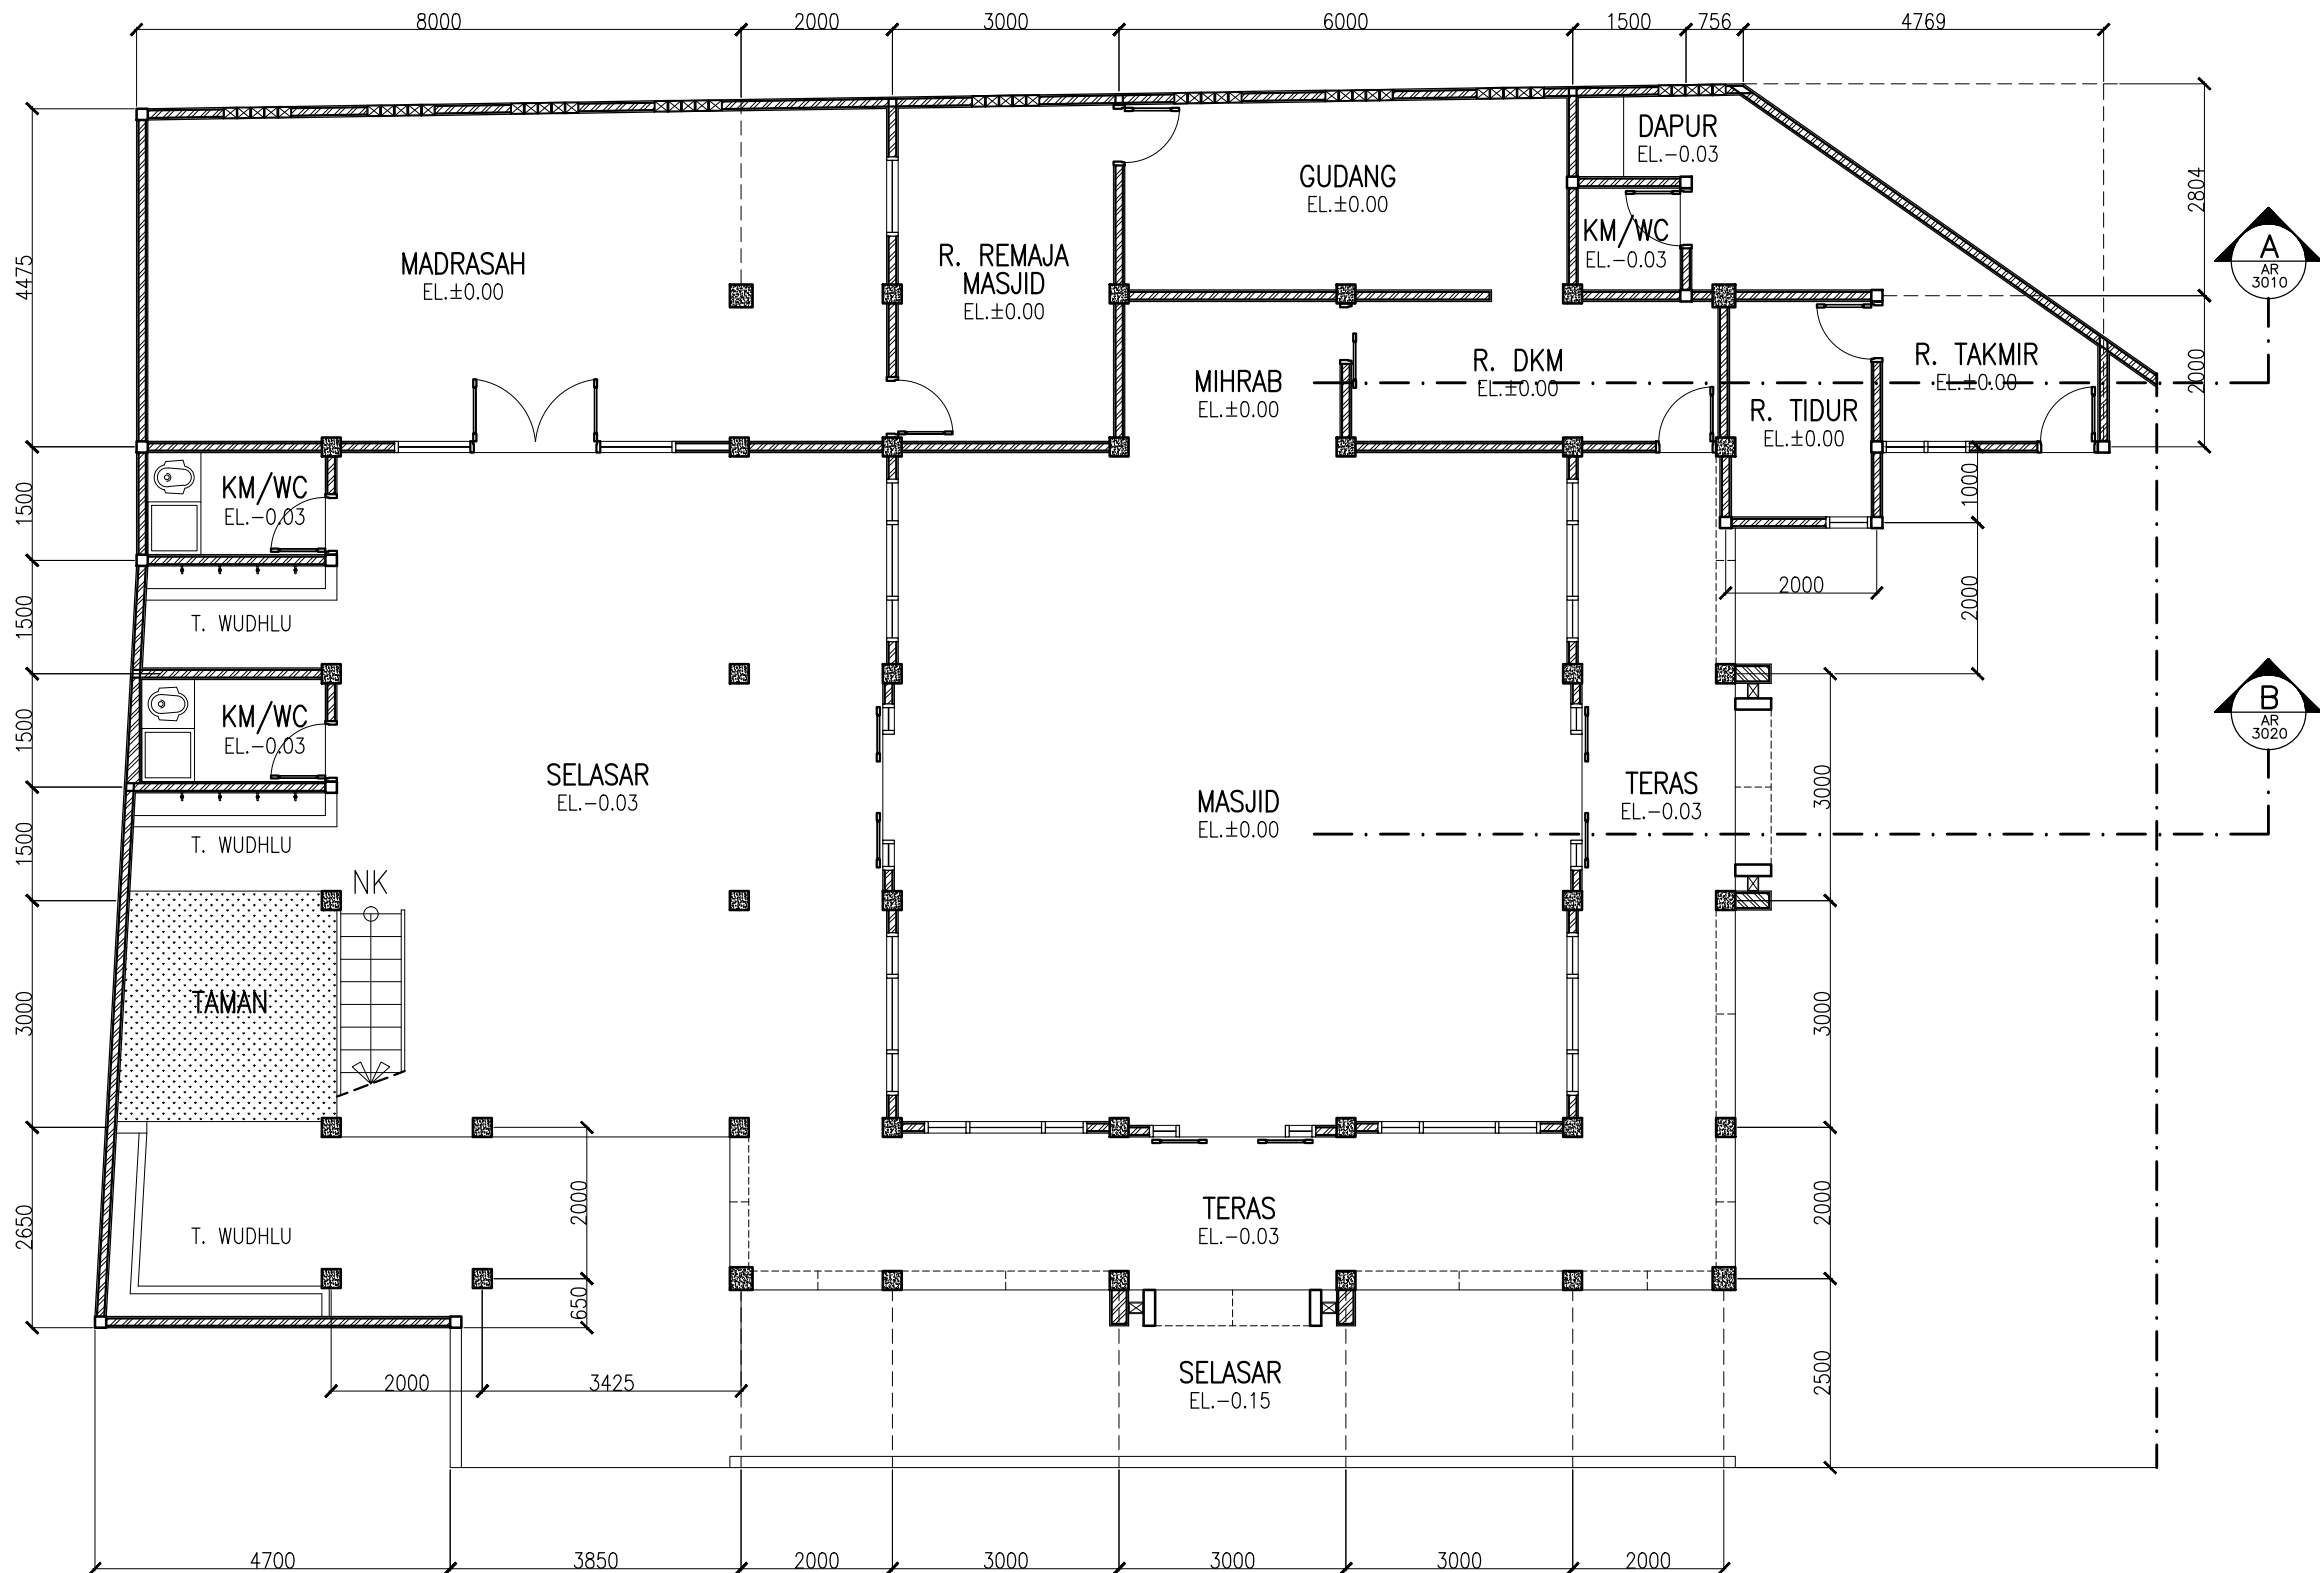 8000
2000
3000
6000
1500
756
4769
DAPUR
EL.-0.03
GUDANG
EL.±0.00
2804
KM/WC
EL.-0.03
A
AR
3010
MADRASAH
EL.±0.00
R. REMAJA
MASJID
EL.±0.00
4475
MIHRAB
EL.±0.00
R. DKM
EL.±0.00
R. TAKMIR
EL.±0.00
2000
R. TIDUR
EL.±0.00
1500
KM/WC
EL.-0.03
1000
2000
2000
1500
T. WUDHLU
1500
KM/WC
EL.-0.03
B
AR
3020
SELASAR
EL.-0.03
MASJID
EL.±0.00
TERAS
EL.-0.03
3000
1500
T. WUDHLU
NK
3000
TAMAN
3000
2650
T. WUDHLU
2000
650
TERAS
EL.-0.03
2000
2000
3425
SELASAR
EL.-0.15
2500
4700
3850
2000
3000
3000
3000
2000